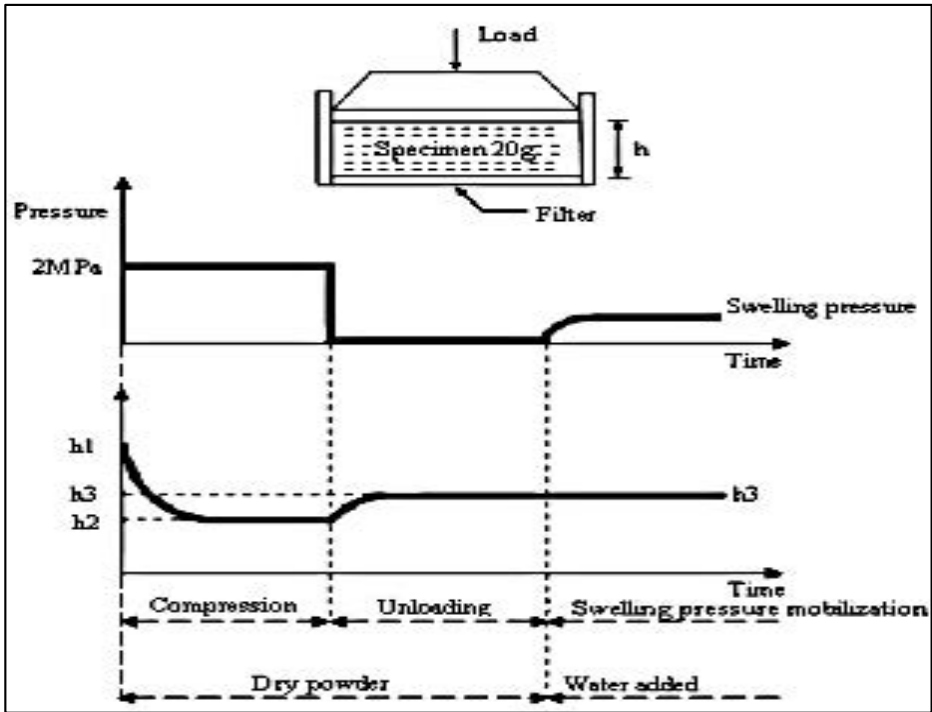 Load
Specimen 20g
h
Filter
Pressure
2MPa
Swelling pressure
Time
h1
h3
h3
h2
Time
Compression
Unloading
Swelling pressure mobilization
Dry powder
Water added